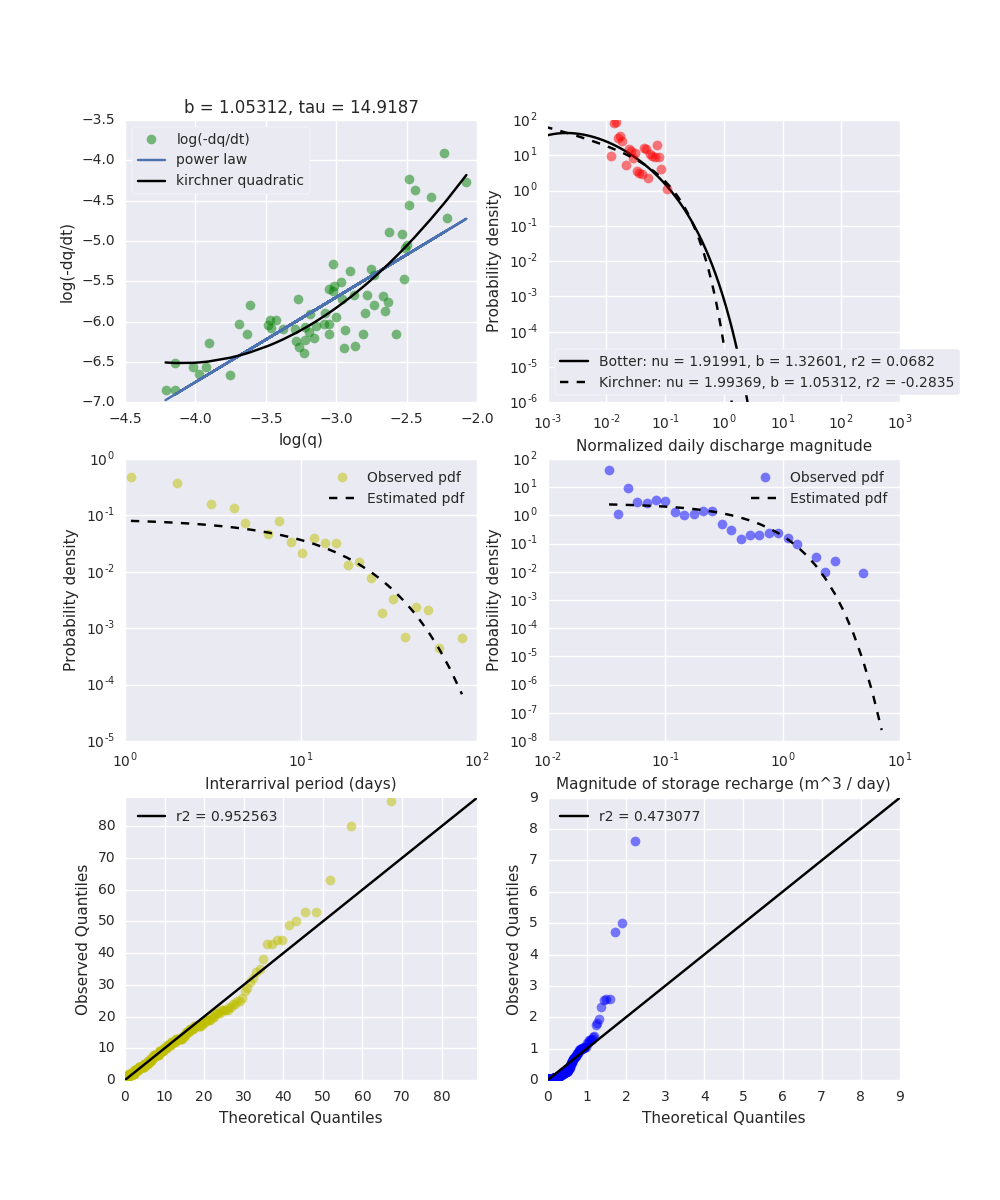 b = 1.05312, tau = 14.9187
log(-dq/dt)
power law
kirchner quadratic
−3.5
−4.0
−4.5
−5.0
−5.5
−6.0
−6.5
−7.0
log(-dq/dt)
−4.5 −4.0 −3.5 −3.0 −2.5 −2.0
log(q)
10^2
10^1
10^0
10^-1
10^-2
10^-3
10^-4
10^-5
10^-6
Probability density
Botter: nu = 1.91991, b = 1.32601, r2 = 0.0682
Kirchner: nu = 1.99369, b = 1.05312, r2 = -0.2835
10^-3 10^-2 10^-1 10^0 10^1 10^2 10^3
Normalized daily discharge magnitude
10^0
10^-1
10^-2
10^-3
10^-4
10^-5
Probability density
Observed pdf
Estimated pdf
10^0 10^1 10^2
Interarrival period (days)
10^2
10^1
10^0
10^-1
10^-2
10^-3
10^-4
10^-5
10^-6
10^-7
10^-8
Probability density
Observed pdf
Estimated pdf
10^-2 10^-1 10^0 10^1
Magnitude of storage recharge (m^3 / day)
r2 = 0.952563
80
70
60
50
40
30
20
10
0
Observed Quantiles
0 10 20 30 40 50 60 70 80
Theoretical Quantiles
r2 = 0.473077
9
8
7
6
5
4
3
2
1
0
Observed Quantiles
0 1 2 3 4 5 6 7 8 9
Theoretical Quantiles